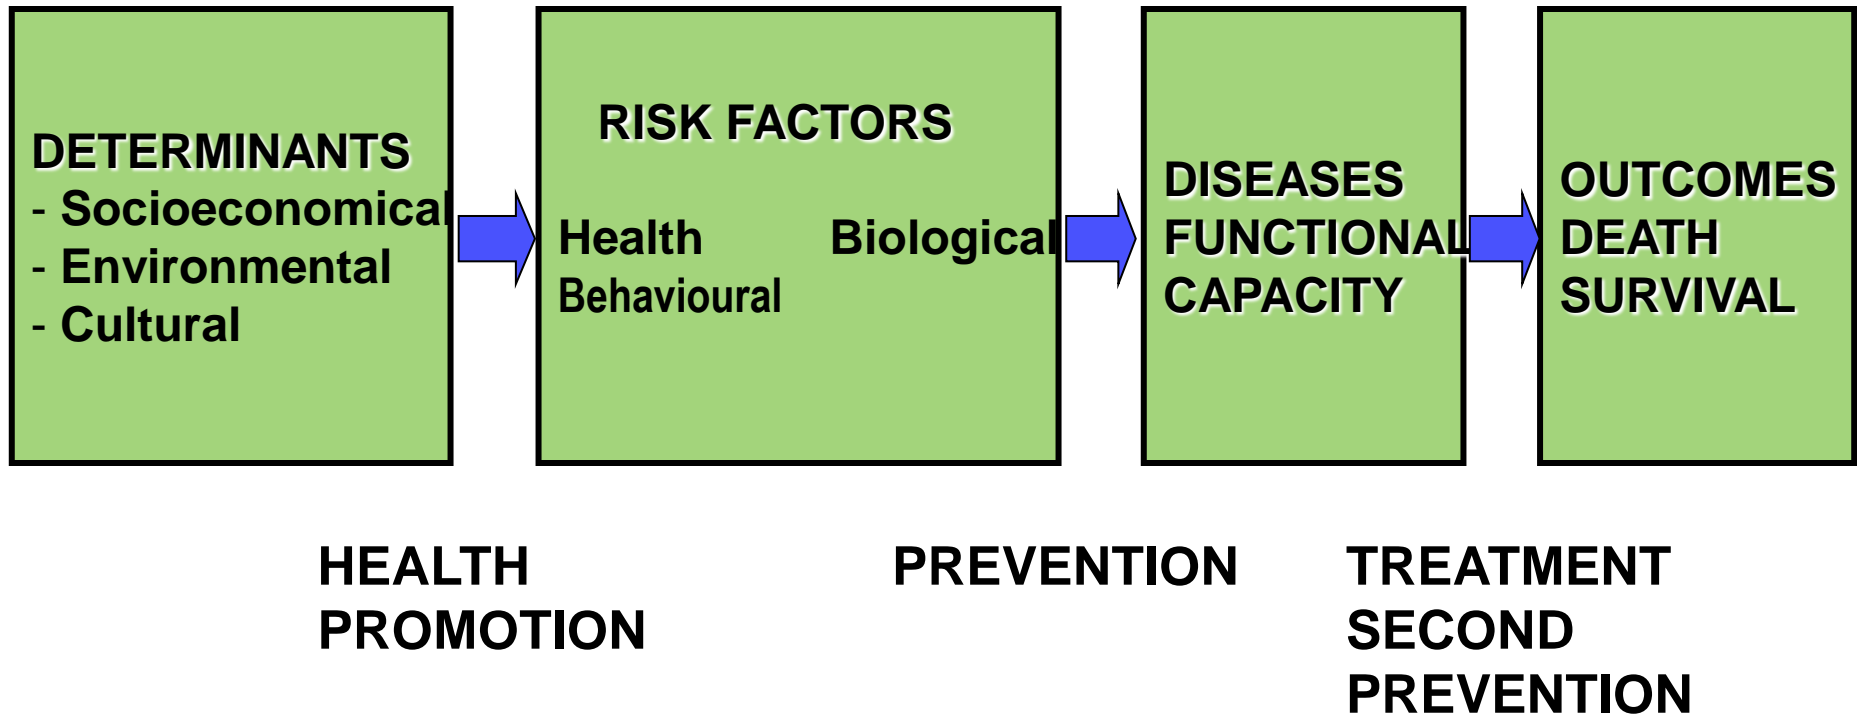 DETERMINANTS
- Socioeconomical
- Environmental
- Cultural
RISK FACTORS
Health Biological
Behavioural
DISEASES
FUNCTIONAL
CAPACITY
OUTCOMES
DEATH
SURVIVAL
HEALTH
PROMOTION
PREVENTION
TREATMENT
SECOND
PREVENTION